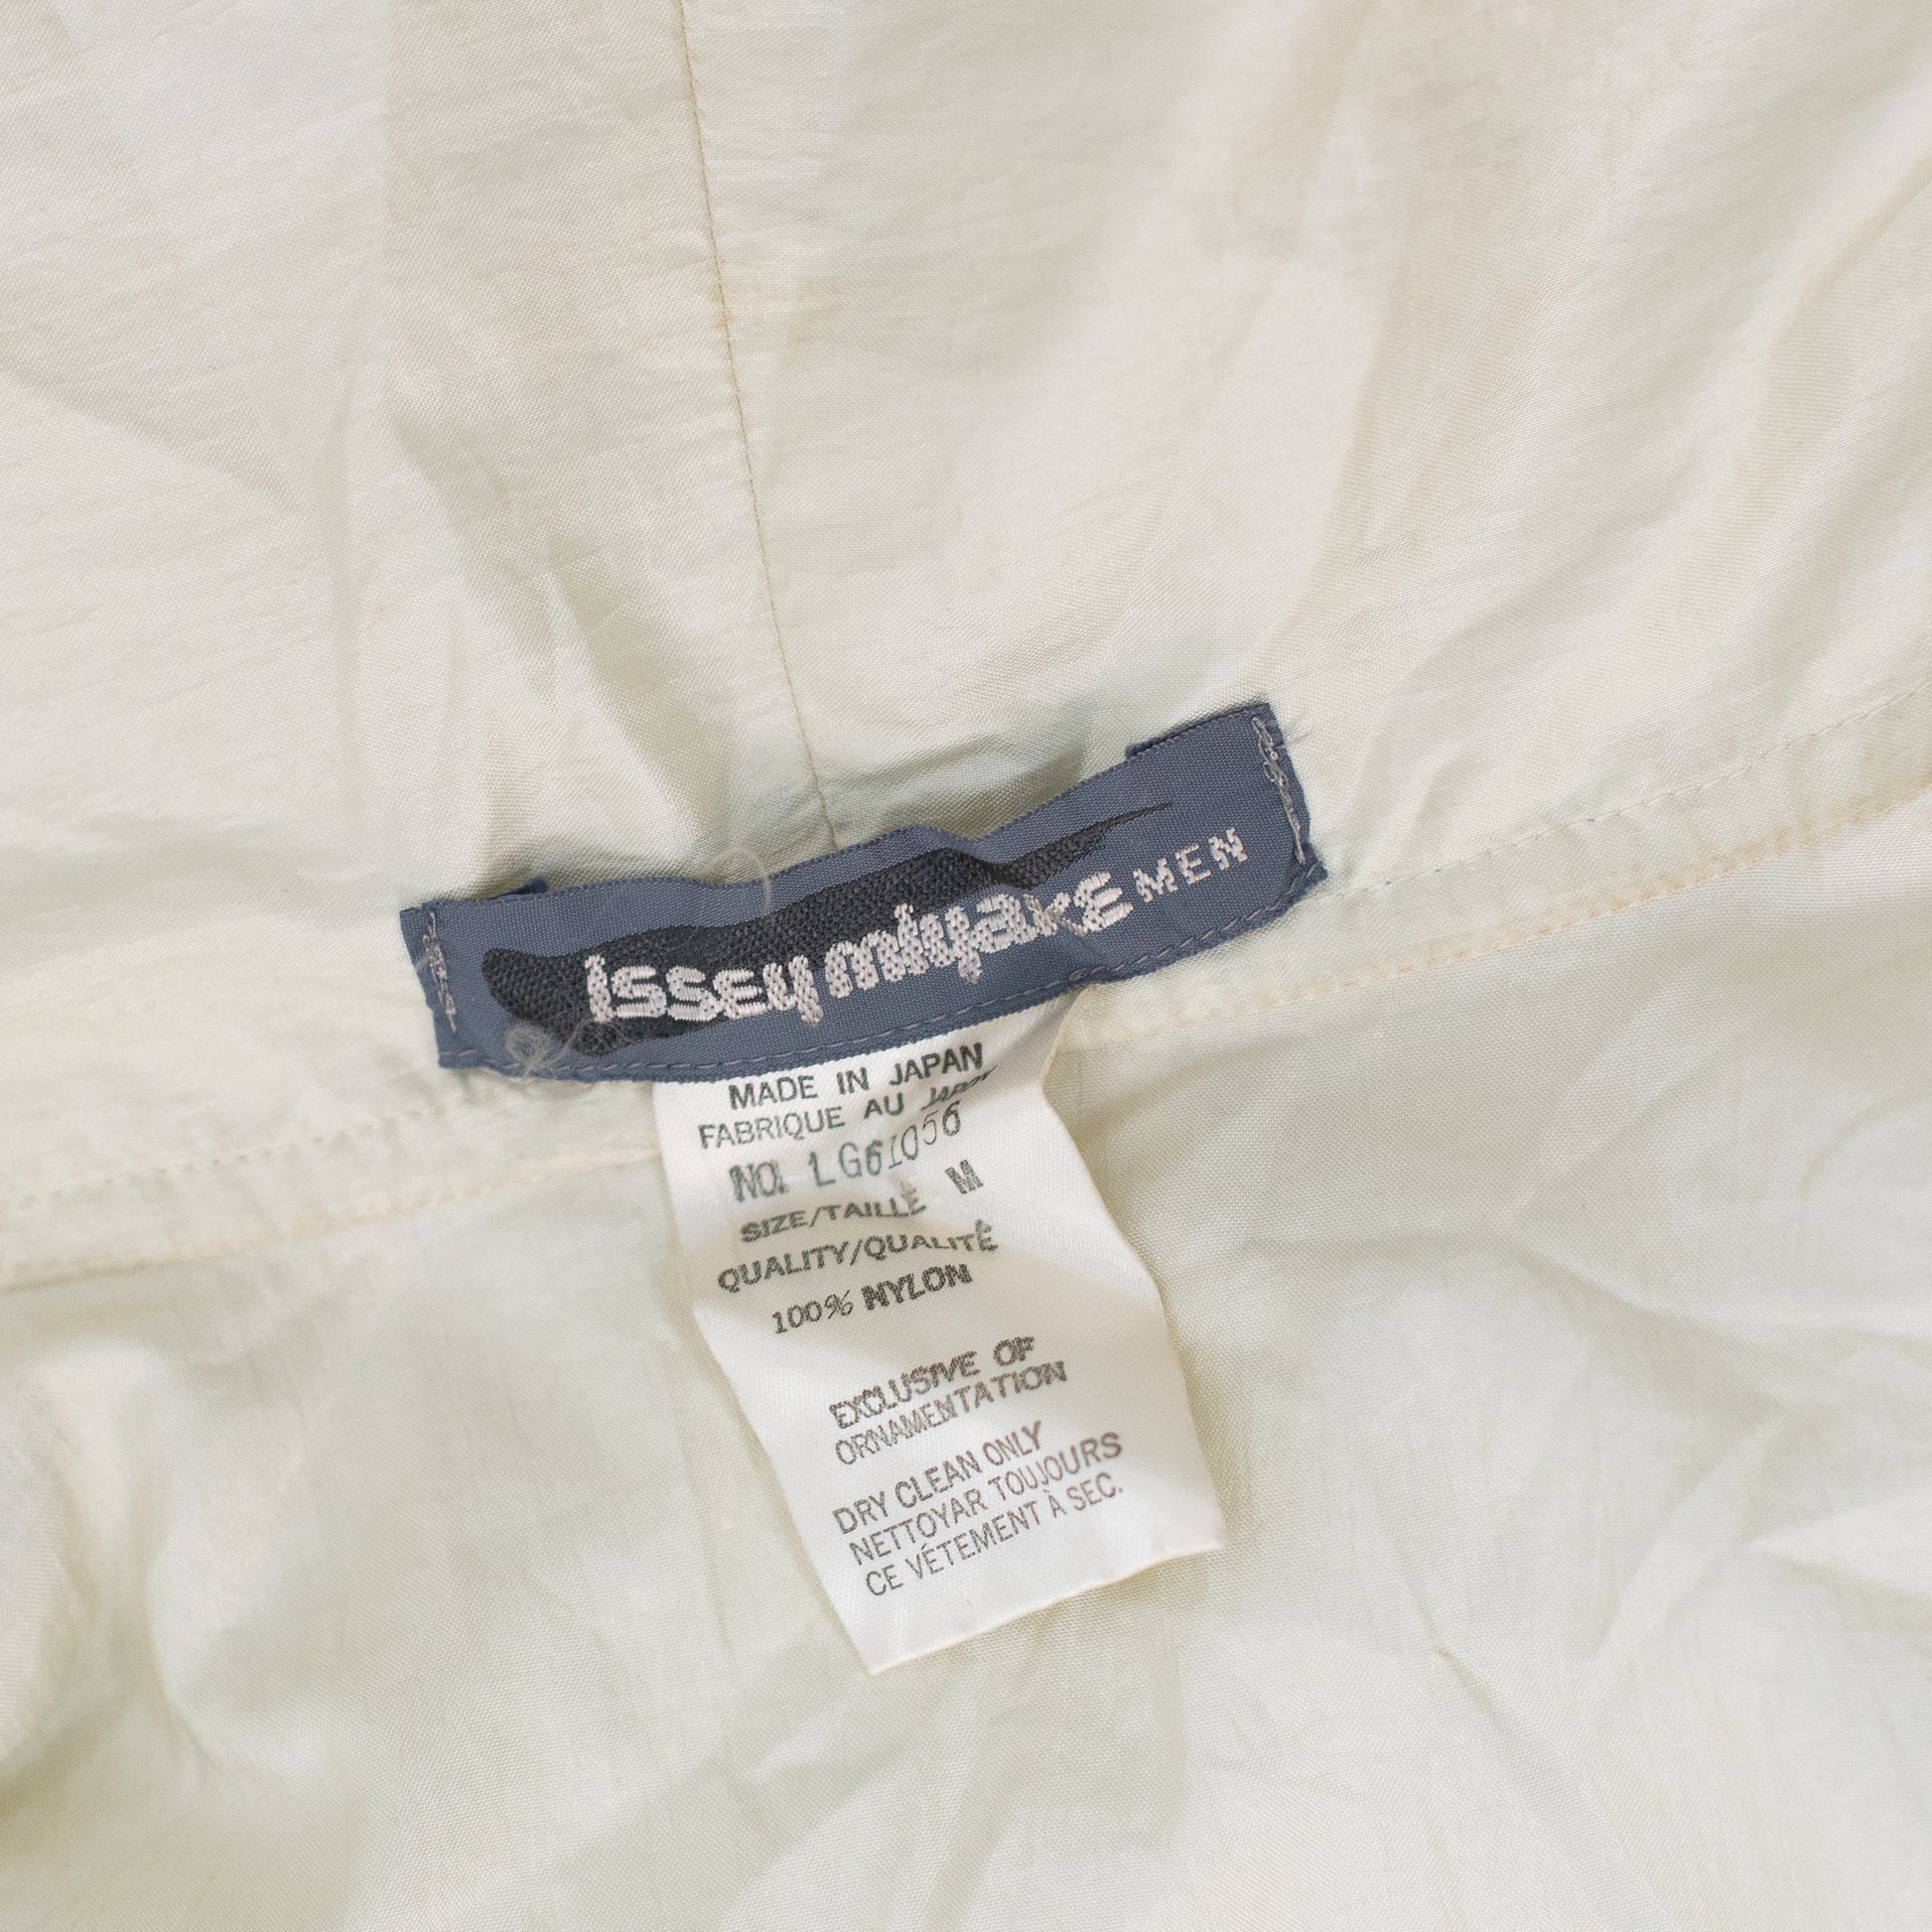 issey miyake MEN
MADE IN JAPAN
FABRIQUE AU JAPON
NO. LG61056
SIZE/TAILLE M
QUALITY/QUALITÉ
100% NYLON
EXCLUSIVE OF
ORNAMENTATION
DRY CLEAN ONLY
NETTOYAR TOUJOURS
CE VÉTEMENT À SEC.